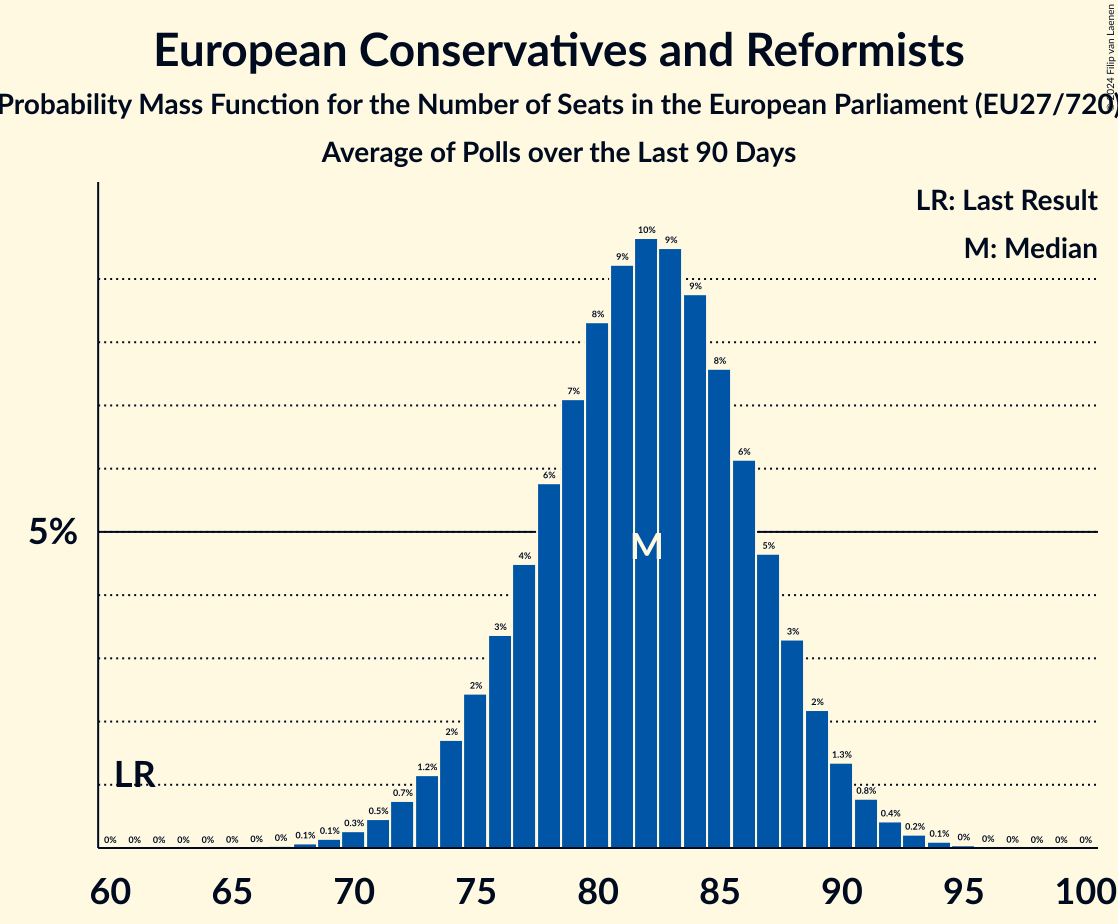 European Conservatives and Reformists
© 2024 Filip van Laenen
Probability Mass Function for the Number of Seats in the European Parliament (EU27/720)
Average of Polls over the Last 90 Days
LR: Last Result
M: Median
5%
LR
M
0% 0% 0% 0% 0% 0% 0% 0% 0.1% 0.1% 0.3% 0.5% 0.7% 1.2% 2% 2% 3% 4% 6% 7% 8% 9% 10% 9% 9% 8% 6% 5% 3% 2% 1.3% 0.8% 0.4% 0.2% 0.1% 0% 0% 0% 0% 0% 0%
60 65 70 75 80 85 90 95 100